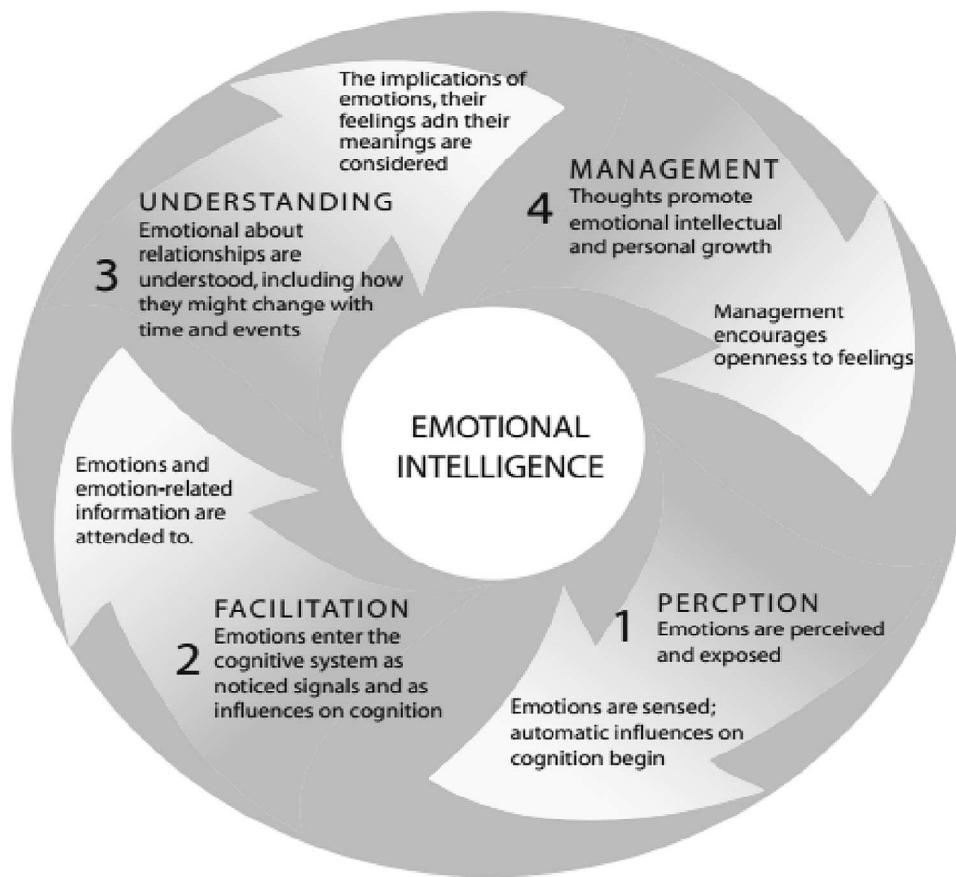 The implications of
emotions, their
feelings adn their
meanings are
considered
UNDERSTANDING
3
Emotional about
relationships are
understood, including how
they might change with
time and events
MANAGEMENT
4
Thoughts promote
emotional intellectual
and personal growth
Management
encourages
openness to feelings
EMOTIONAL
INTELLIGENCE
Emotions and
emotion-related
information are
attended to.
FACILITATION
2
Emotions enter the
cognitive system as
noticed signals and as
influences on cognition
PERCPTION
1
Emotions are perceived
and exposed
Emotions are sensed;
automatic influences on
cognition begin